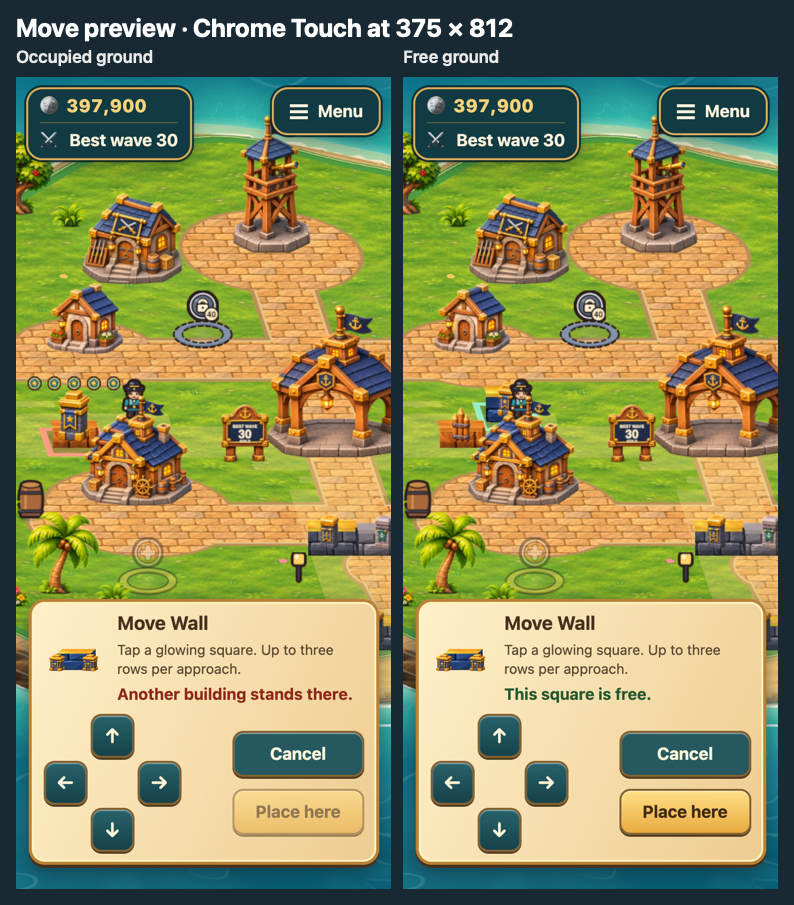 Move preview · Chrome Touch at 375 × 812
Occupied ground
397,900
Best wave 30
Menu
40
BEST WAVE
30
Move Wall
Tap a glowing square. Up to three
rows per approach.
Another building stands there.
Cancel
Place here
Free ground
397,900
Best wave 30
Menu
40
BEST WAVE
30
Move Wall
Tap a glowing square. Up to three
rows per approach.
This square is free.
Cancel
Place here